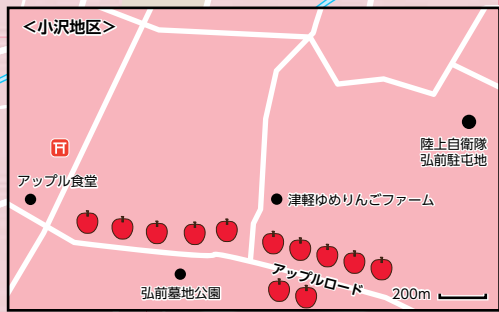 ＜小沢地区＞
陸上自衛隊
弘前駐屯地
アップル食堂
津軽ゆめりんごファーム
アップルロード
弘前墓地公園
200m